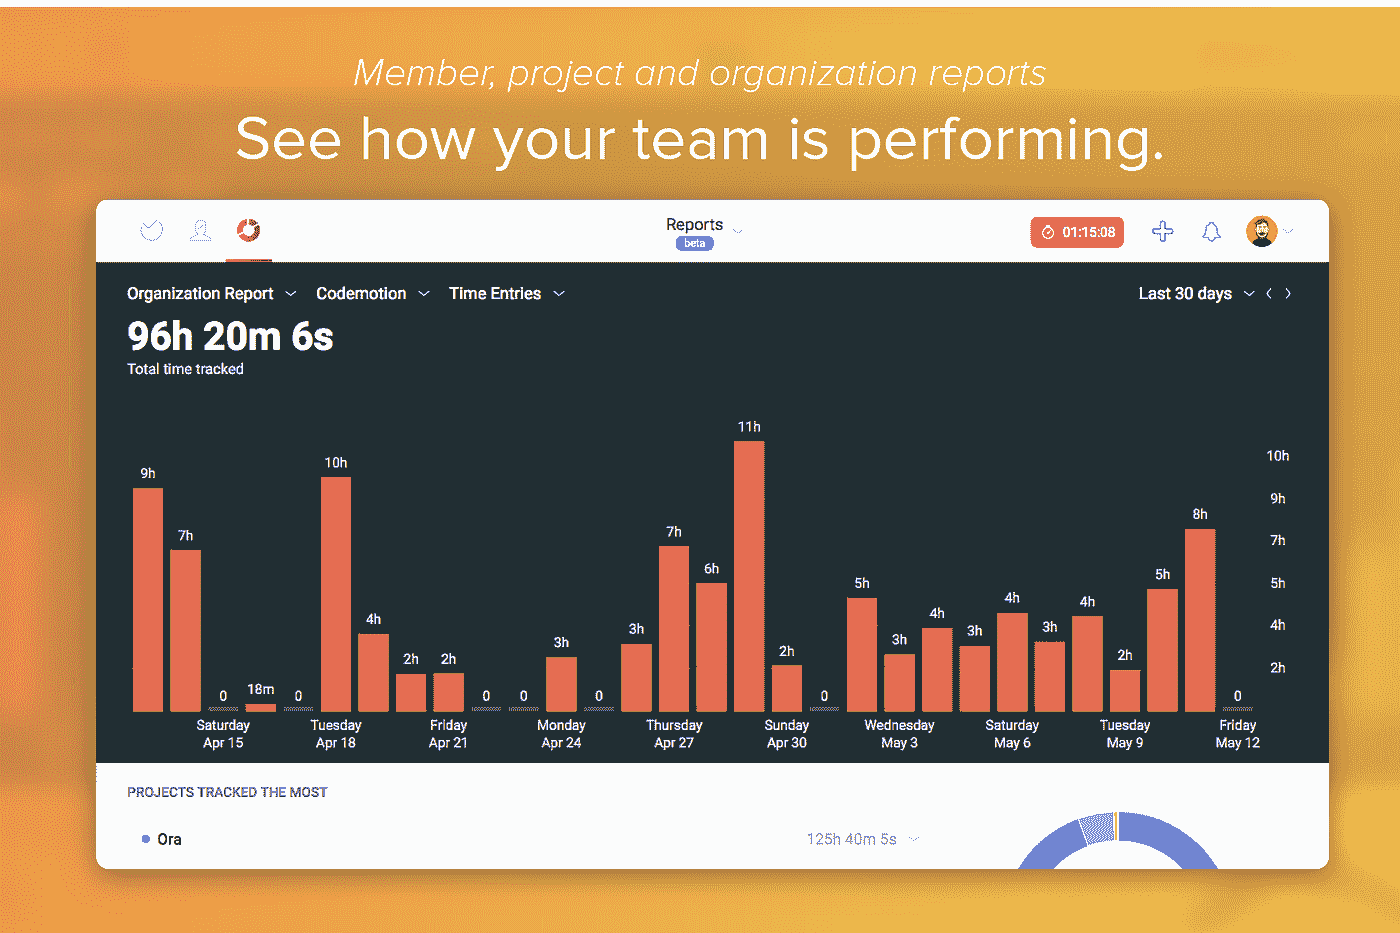 Member, project and organization reports
See how your team is performing.
Reports
beta
01:15:08
Organization Report
Codemotion
Time Entries
Last 30 days
96h 20m 6s
Total time tracked
9h
7h
0
18m
0
10h
4h
2h
2h
0
0
3h
0
3h
7h
6h
11h
2h
0
5h
3h
4h
3h
4h
3h
4h
2h
5h
8h
0
10h
9h
7h
5h
4h
2h
Saturday
Apr 15
Tuesday
Apr 18
Friday
Apr 21
Monday
Apr 24
Thursday
Apr 27
Sunday
Apr 30
Wednesday
May 3
Saturday
May 6
Tuesday
May 9
Friday
May 12
PROJECTS TRACKED THE MOST
Ora
125h 40m 5s